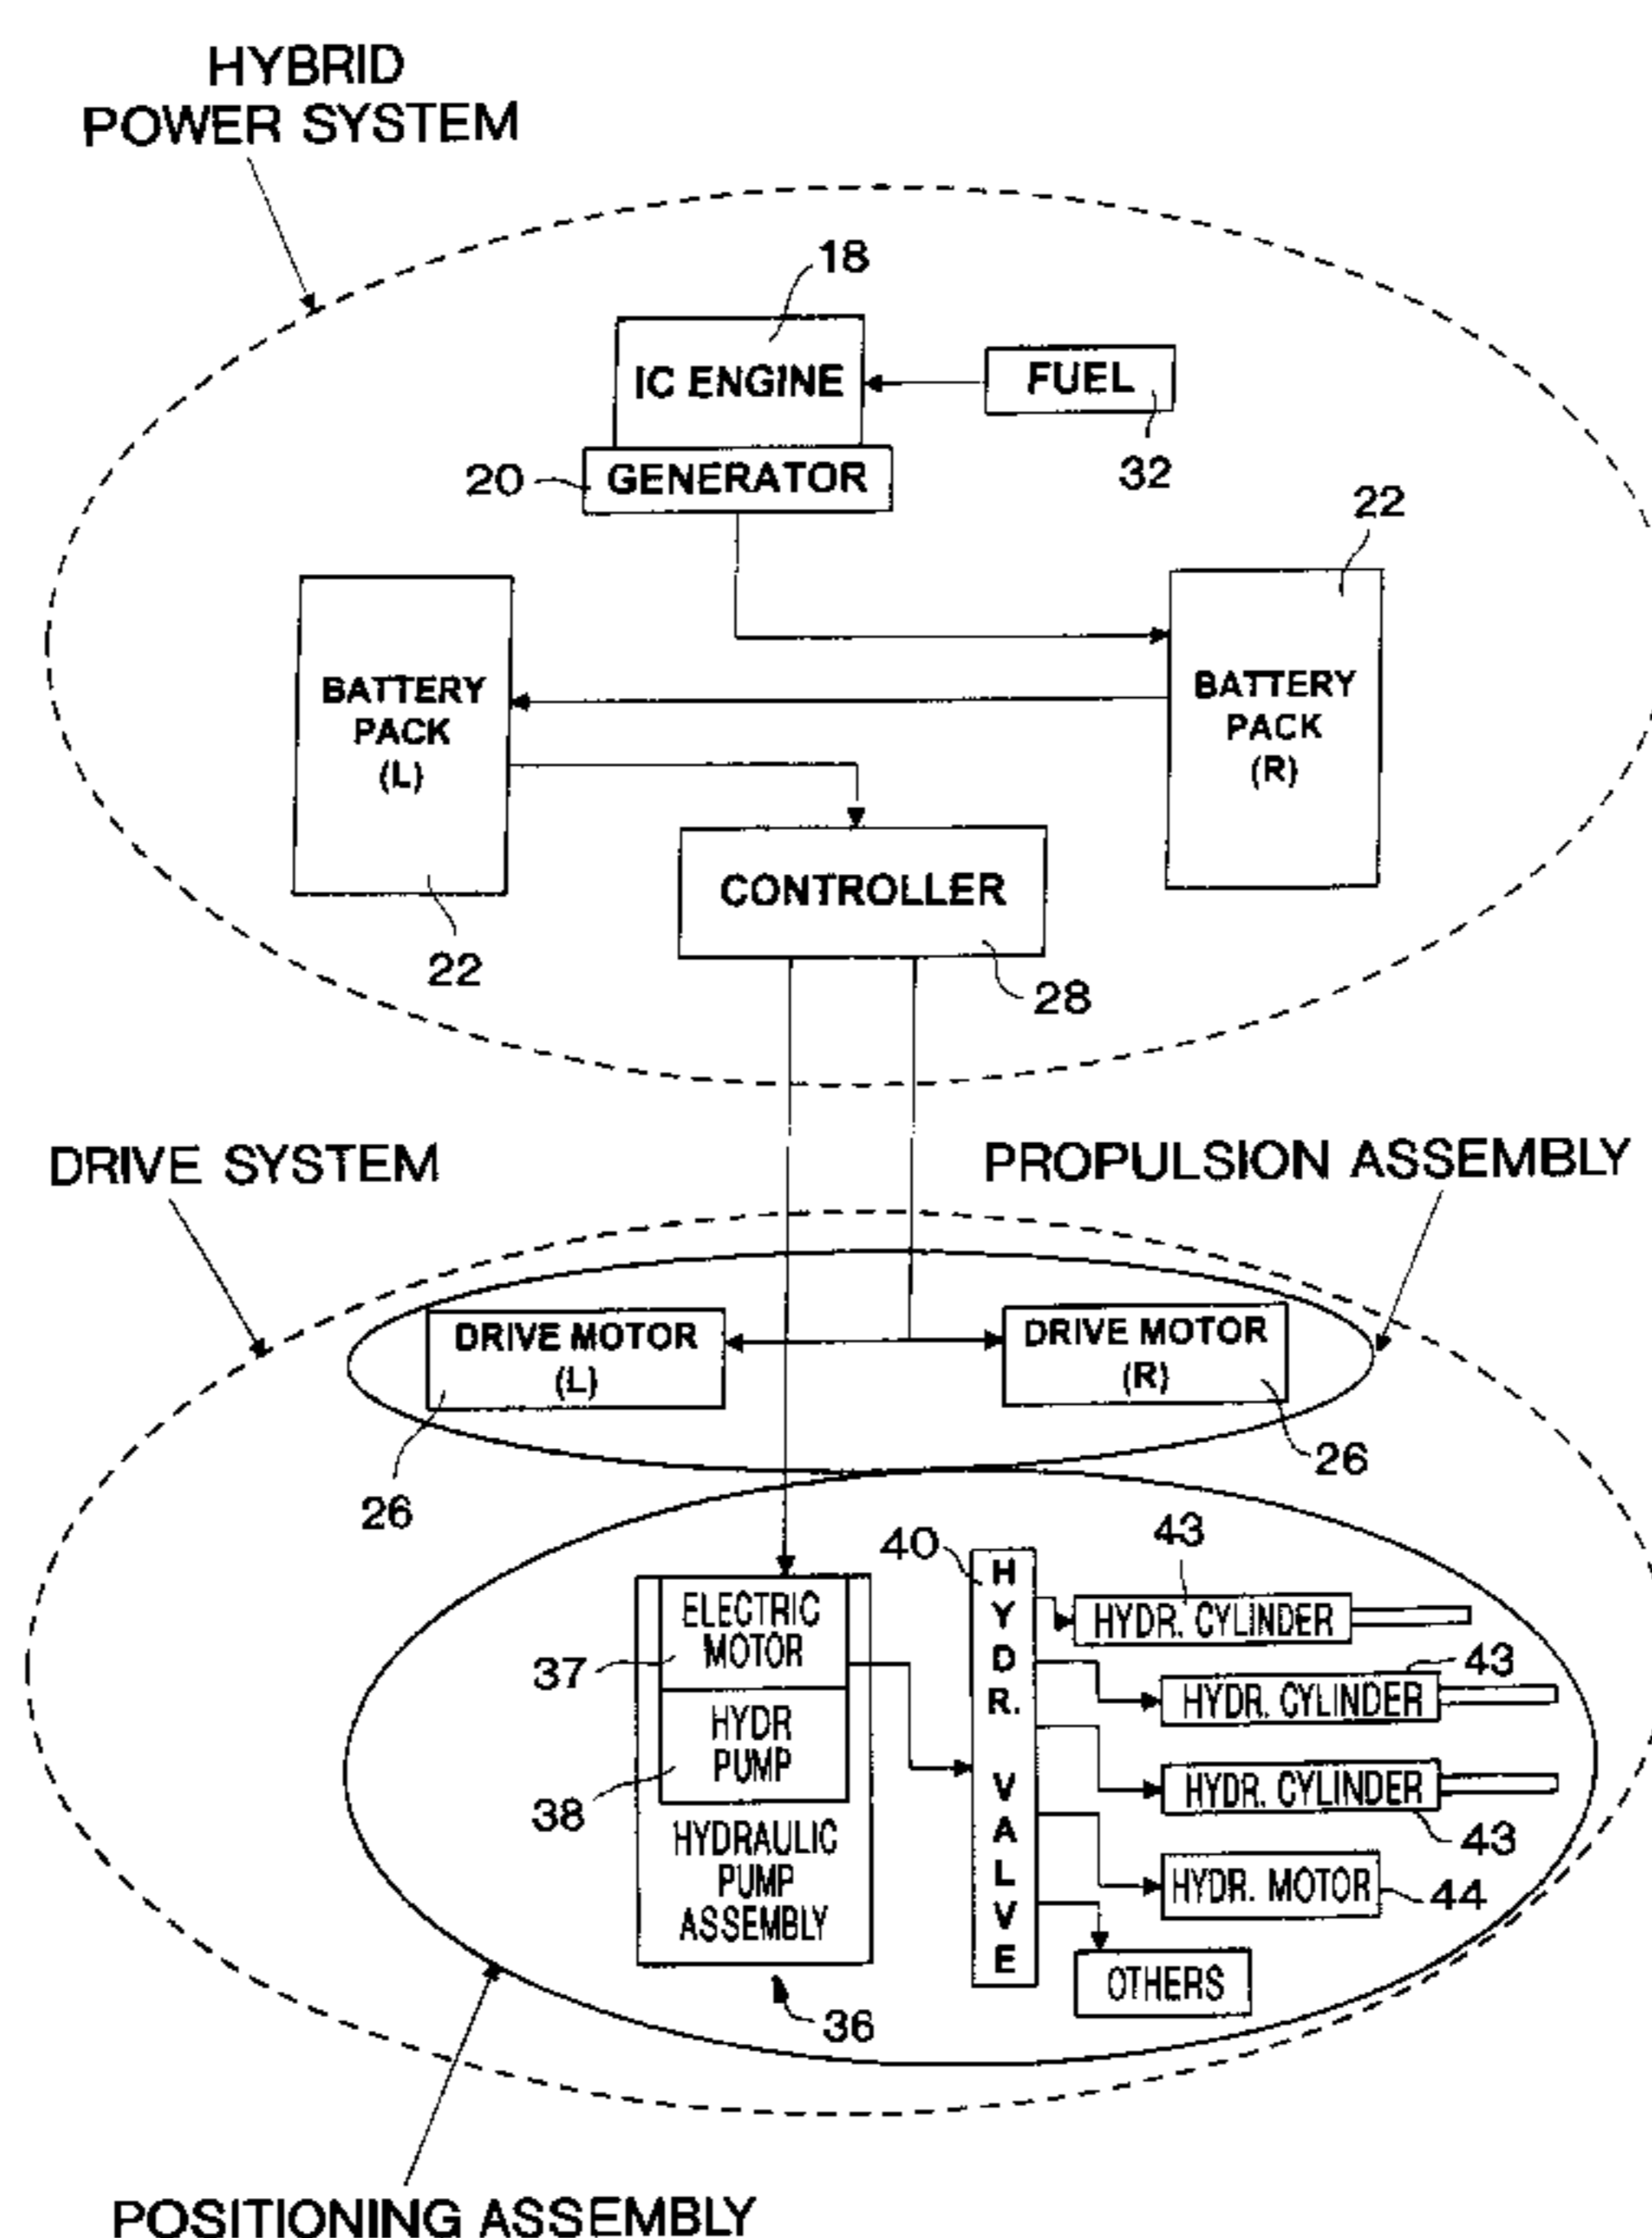 HYBRID
POWER SYSTEM
18
IC ENGINE
FUEL
32
20
GENERATOR
22
BATTERY
PACK
(L)
BATTERY
PACK
(R)
CONTROLLER
22
28
DRIVE SYSTEM
PROPULSION ASSEMBLY
DRIVE MOTOR
(L)
DRIVE MOTOR
(R)
26
26
40
43
HYDR. VALVE
ELECTRIC
MOTOR
37
HYDR
PUMP
38
HYDRAULIC
PUMP
ASSEMBLY
36
HYDR. CYLINDER
43
HYDR. CYLINDER
HYDR. CYLINDER
43
HYDR. MOTOR
44
OTHERS
POSITIONING ASSEMBLY